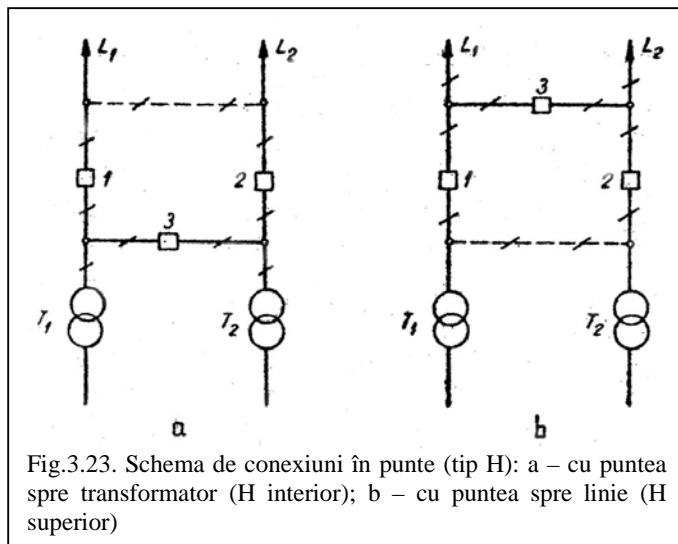 L1 L2 L1 L2
3
1 2 1 2
3
T1 T2 T1 T2
a b
Fig.3.23. Schema de conexiuni în punte (tip H): a – cu puntea
spre transformator (H interior); b – cu puntea spre linie (H
superior)